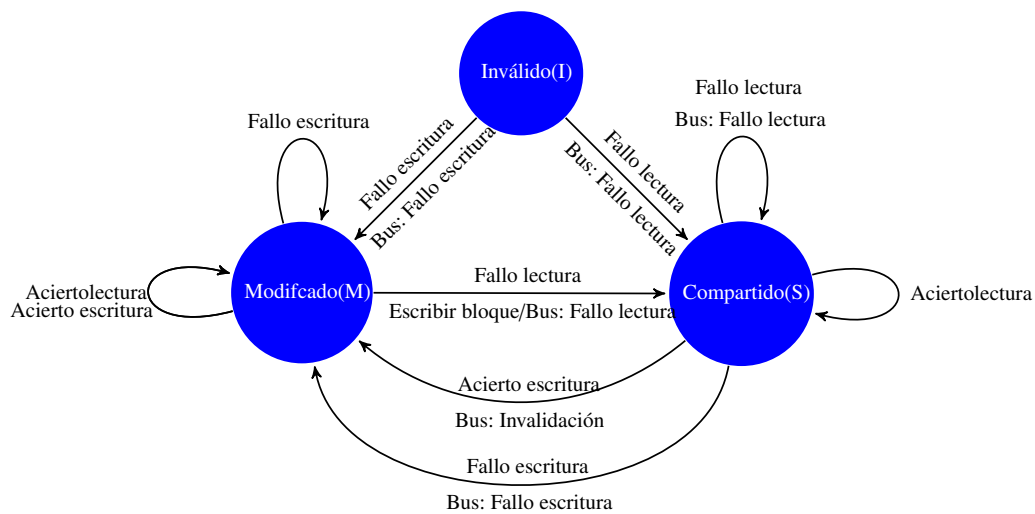 Inválido(I)
Fallo lectura
Bus: Fallo lectura
Fallo escritura
Fallo escritura
Bus: Fallo escritura
Fallo lectura
Bus: Fallo lectura
Aciertolectura
Acierto escritura
Modifcado(M)
Fallo lectura
Escribir bloque/Bus: Fallo lectura
Compartido(S)
Aciertolectura
Acierto escritura
Bus: Invalidación
Fallo escritura
Bus: Fallo escritura